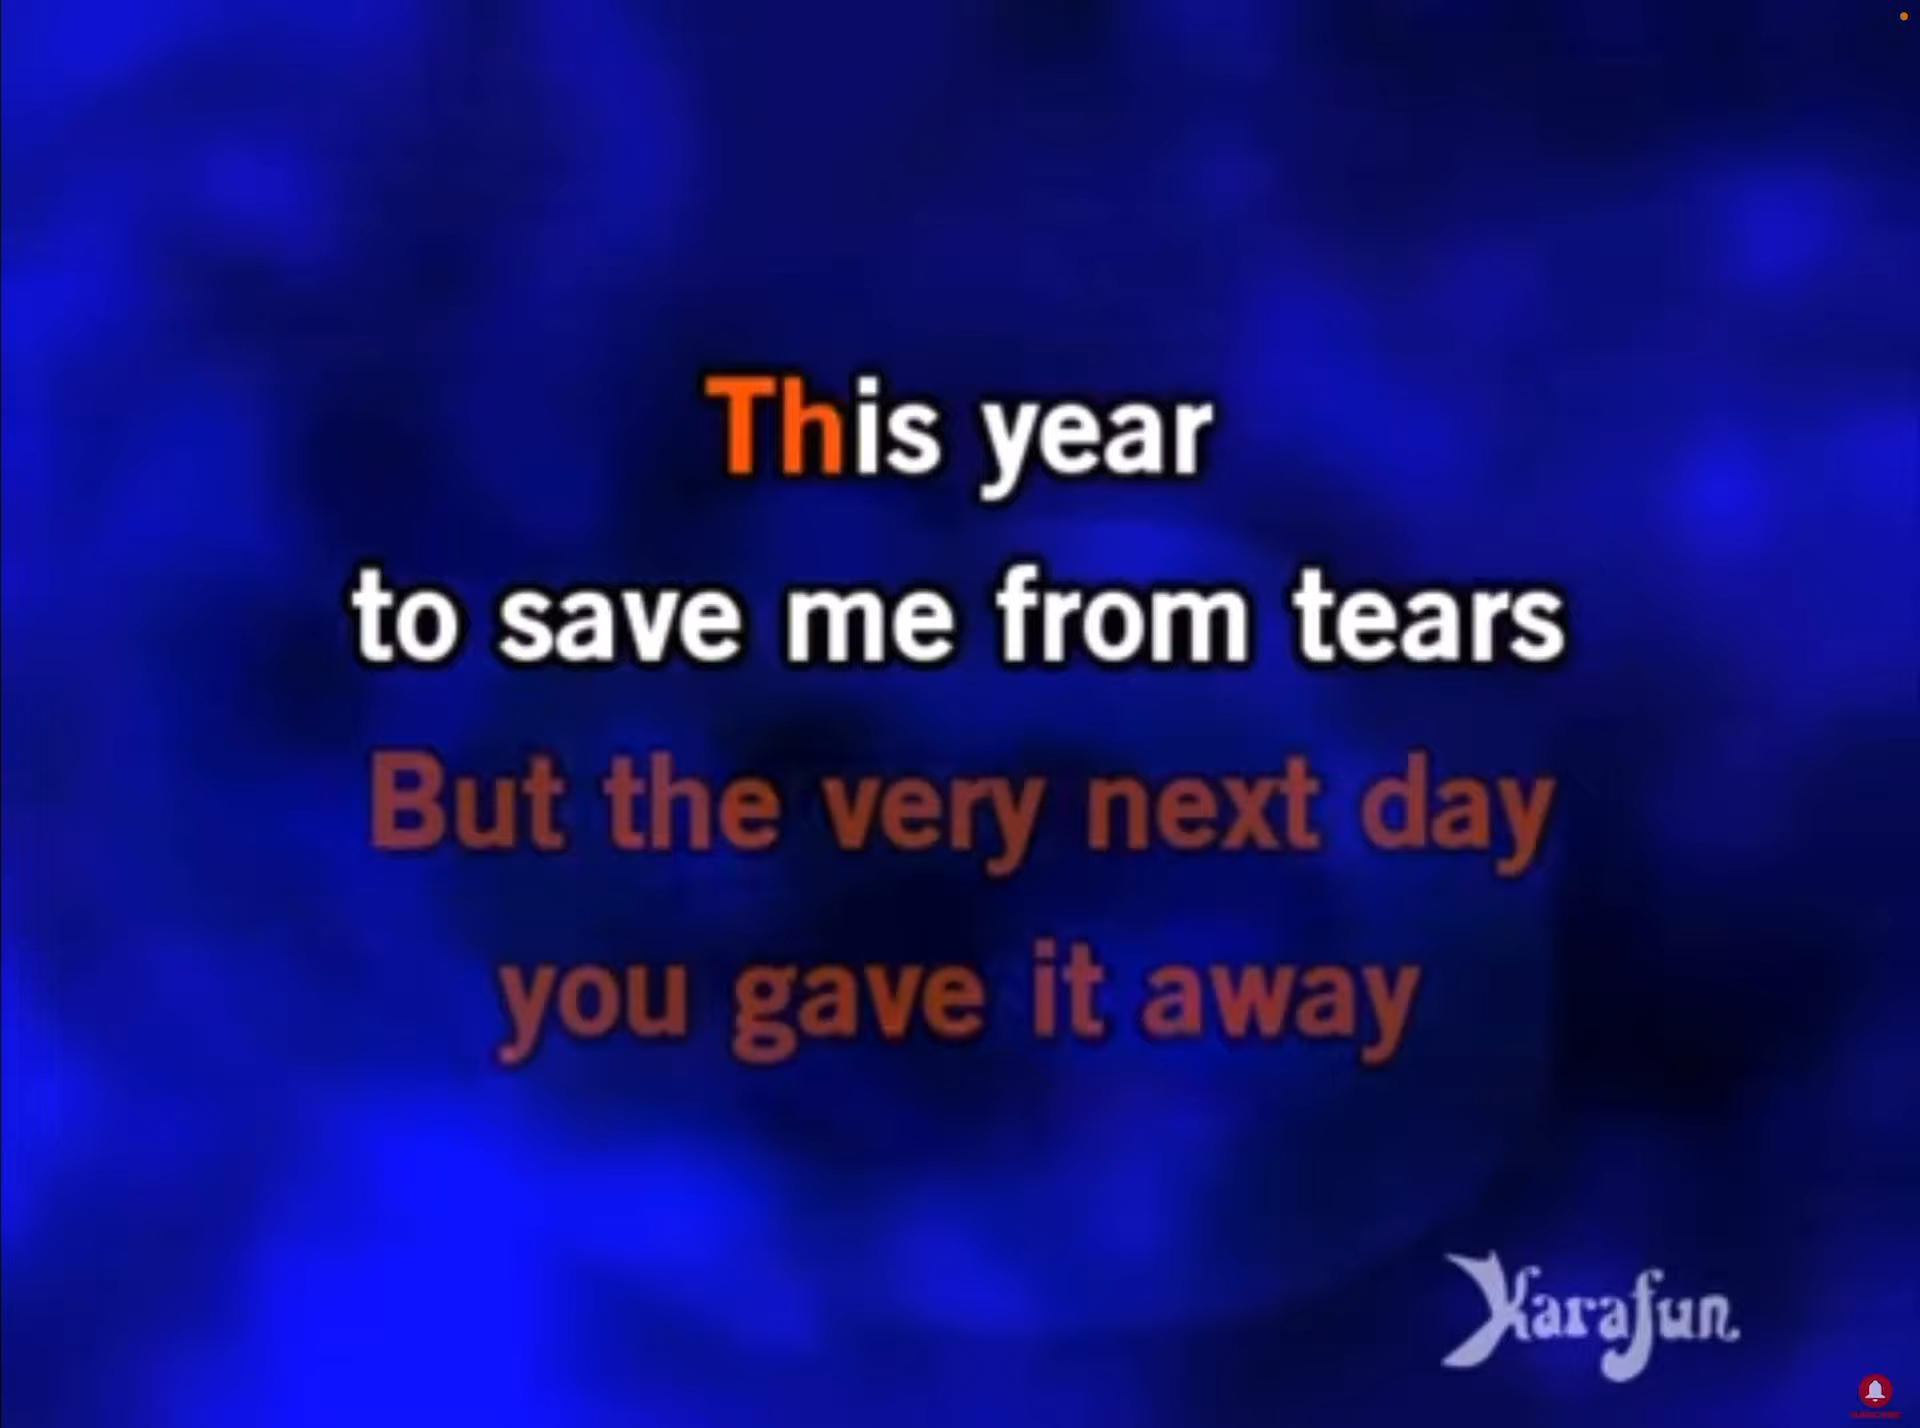 This year
to save me from tears
But the very next day
you gave it away
Karafun